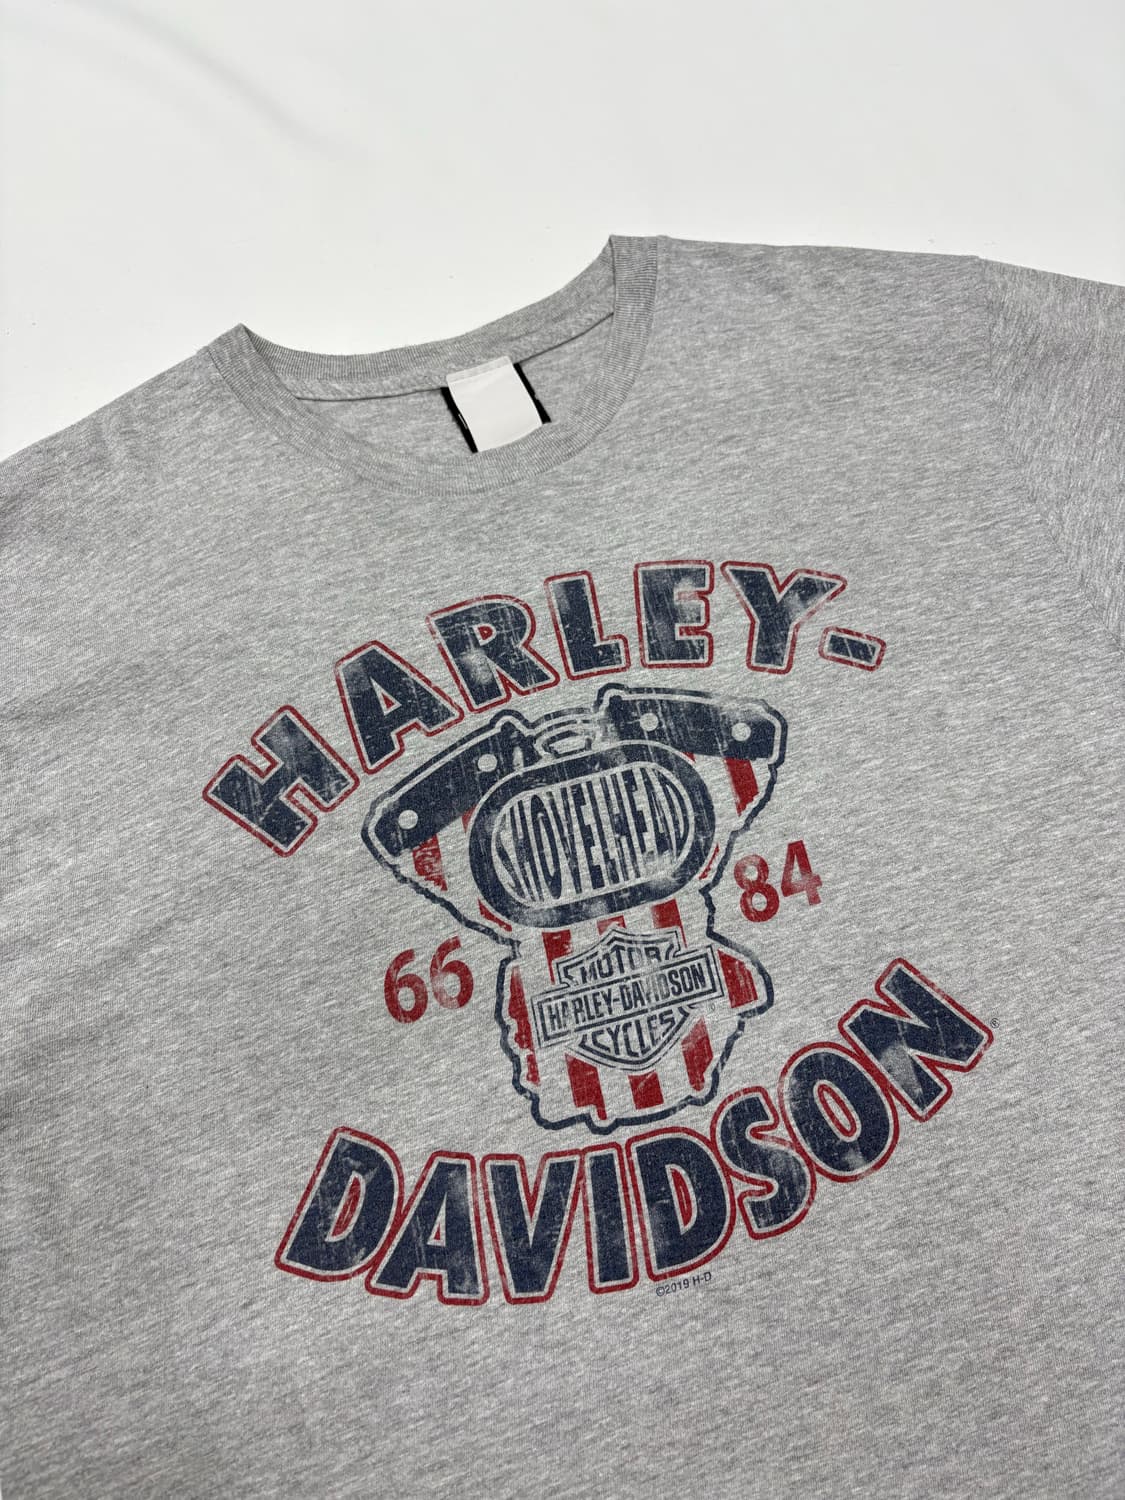 HARLEY-
SHOVELHEAD
66 84
MOTOR
HARLEY-DAVIDSON
CYCLES
DAVIDSON®
©2019 H-D